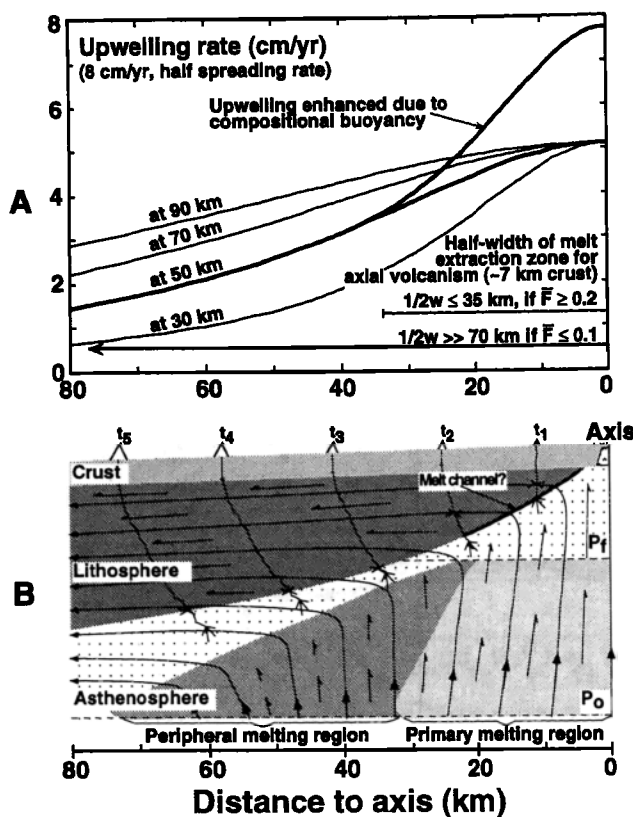 A
8
6
4
2
0
Upwelling rate (cm/yr)
(8 cm/yr, half spreading rate)
Upwelling enhanced due to
compositional buoyancy
at 90 km
at 70 km
at 50 km
at 30 km
Half-width of melt
extraction zone for
axial volcanism (~7 km crust)
1/2w ≤ 35 km, if F̅ ≥ 0.2
1/2w >> 70 km if F̅ ≤ 0.1
80 60 40 20 0
B
t5 t4 t3 t2 t1 Axis
Crust
Melt channel?
Lithosphere
Pf
Asthenosphere
Po
Peripheral melting region
Primary melting region
80 60 40 20 0
Distance to axis (km)